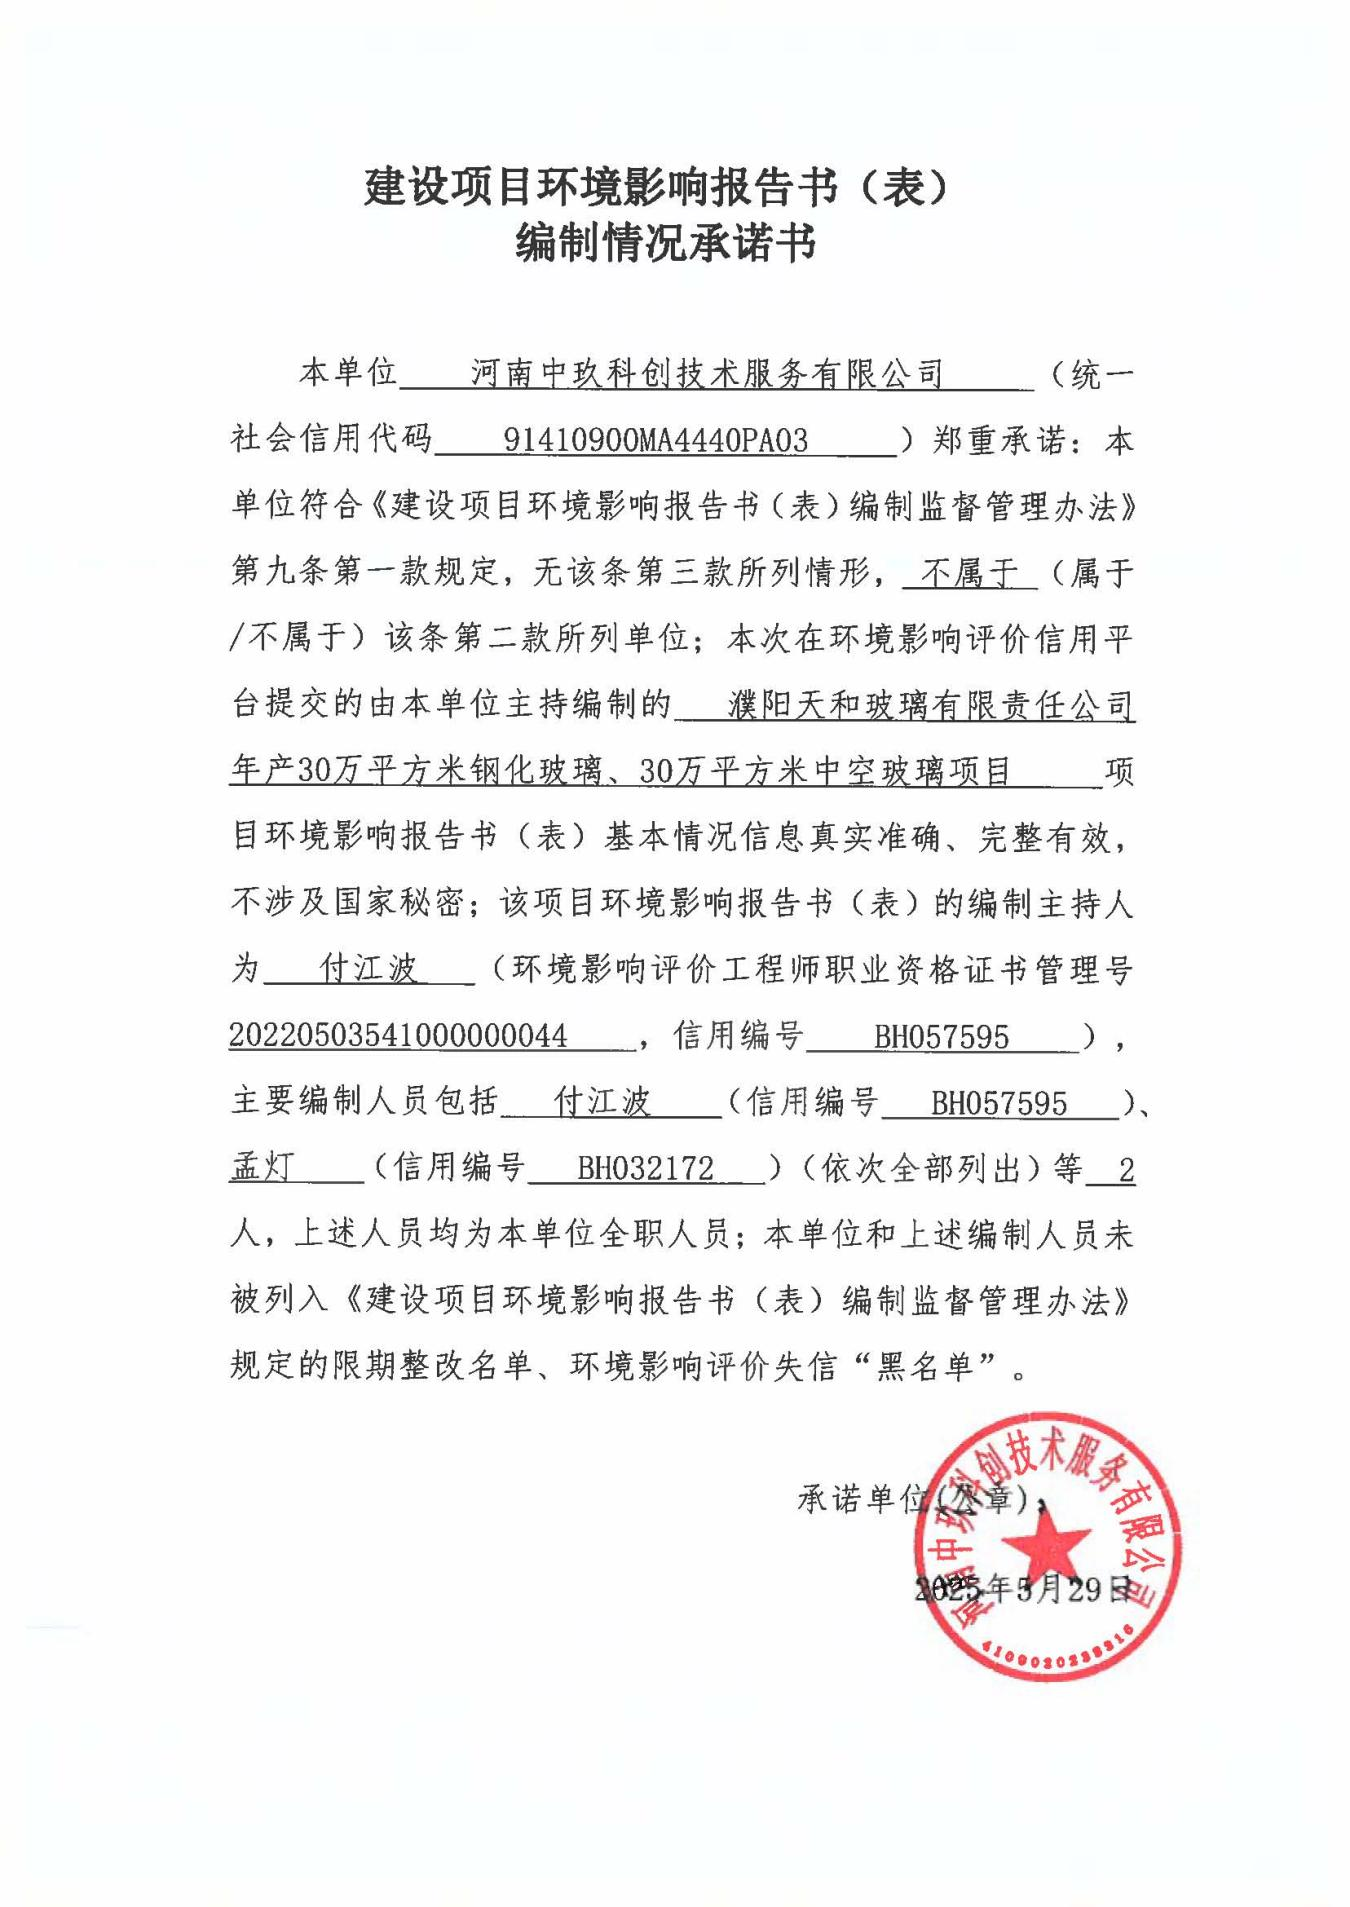 建设项目环境影响报告书（表）
编制情况承诺书
本单位 河南中玖科创技术服务有限公司 （统一
社会信用代码 91410900MA4440PA03 ）郑重承诺：本
单位符合《建设项目环境影响报告书（表）编制监督管理办法》
第九条第一款规定，无该条第三款所列情形， 不属于 （属于
/不属于）该条第二款所列单位；本次在环境影响评价信用平
台提交的由本单位主持编制的 濮阳天和玻璃有限责任公司
年产30万平方米钢化玻璃、30万平方米中空玻璃项目 项
目环境影响报告书（表）基本情况信息真实准确、完整有效，
不涉及国家秘密；该项目环境影响报告书（表）的编制主持人
为 付江波 （环境影响评价工程师职业资格证书管理号
20220503541000000044 ，信用编号 BH057595 ），
主要编制人员包括 付江波 （信用编号 BH057595 ）、
孟灯 （信用编号 BH032172 ）（依次全部列出）等 2
人，上述人员均为本单位全职人员；本单位和上述编制人员未
被列入《建设项目环境影响报告书（表）编制监督管理办法》
规定的限期整改名单、环境影响评价失信“黑名单”。
承诺单位(公章)：
2025年5月29日
河南中玖科创技术服务有限公司